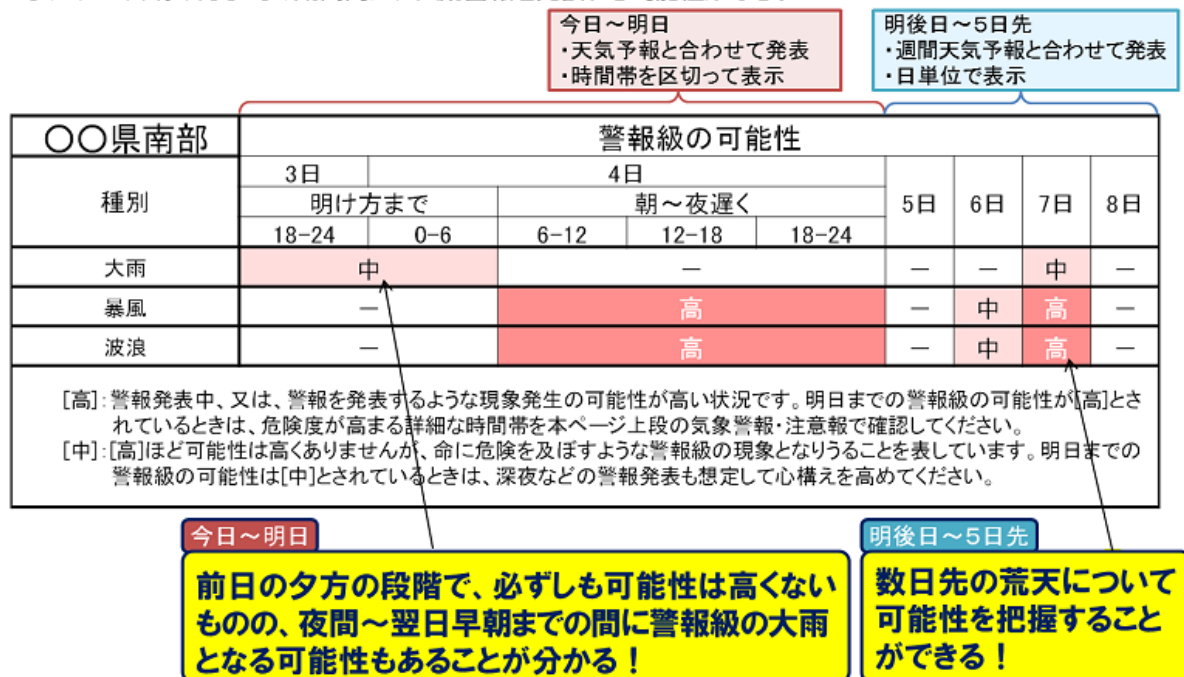 今日～明日
・天気予報と合わせて発表
・時間帯を区切って表示
明後日～5日先
・週間天気予報と合わせて発表
・日単位で表示
〇〇県南部
警報級の可能性
種別
3日
4日
5日
6日
7日
8日
明け方まで
朝～夜遅く
18-24
0-6
6-12
12-18
18-24
大雨
中
―
―
―
中
―
暴風
―
高
―
中
高
―
波浪
―
高
―
中
高
―
[高]：警報発表中、又は、警報を発表するような現象発生の可能性が高い状況です。明日までの警報級の可能性が[高]とさ
れているときは、危険度が高まる詳細な時間帯を本ページ上段の気象警報・注意報で確認してください。
[中]：[高]ほど可能性は高くありませんが、命に危険を及ぼすような警報級の現象となりうることを表しています。明日までの
警報級の可能性は[中]とされているときは、深夜などの警報発表も想定して心構えを高めてください。
今日～明日
前日の夕方の段階で、必ずしも可能性は高くない
ものの、夜間～翌日早朝までの間に警報級の大雨
となる可能性もあることが分かる！
明後日～5日先
数日先の荒天について
可能性を把握すること
ができる！